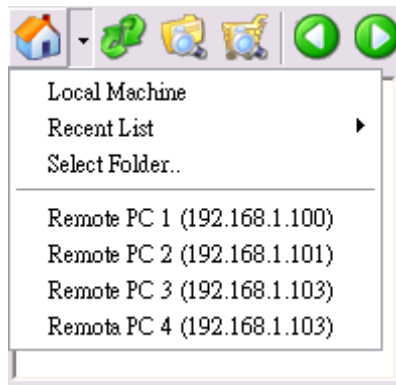 Local Machine
Recent List
Select Folder..
Remote PC 1 (192.168.1.100)
Remote PC 2 (192.168.1.101)
Remote PC 3 (192.168.1.103)
Remota PC 4 (192.168.1.103)